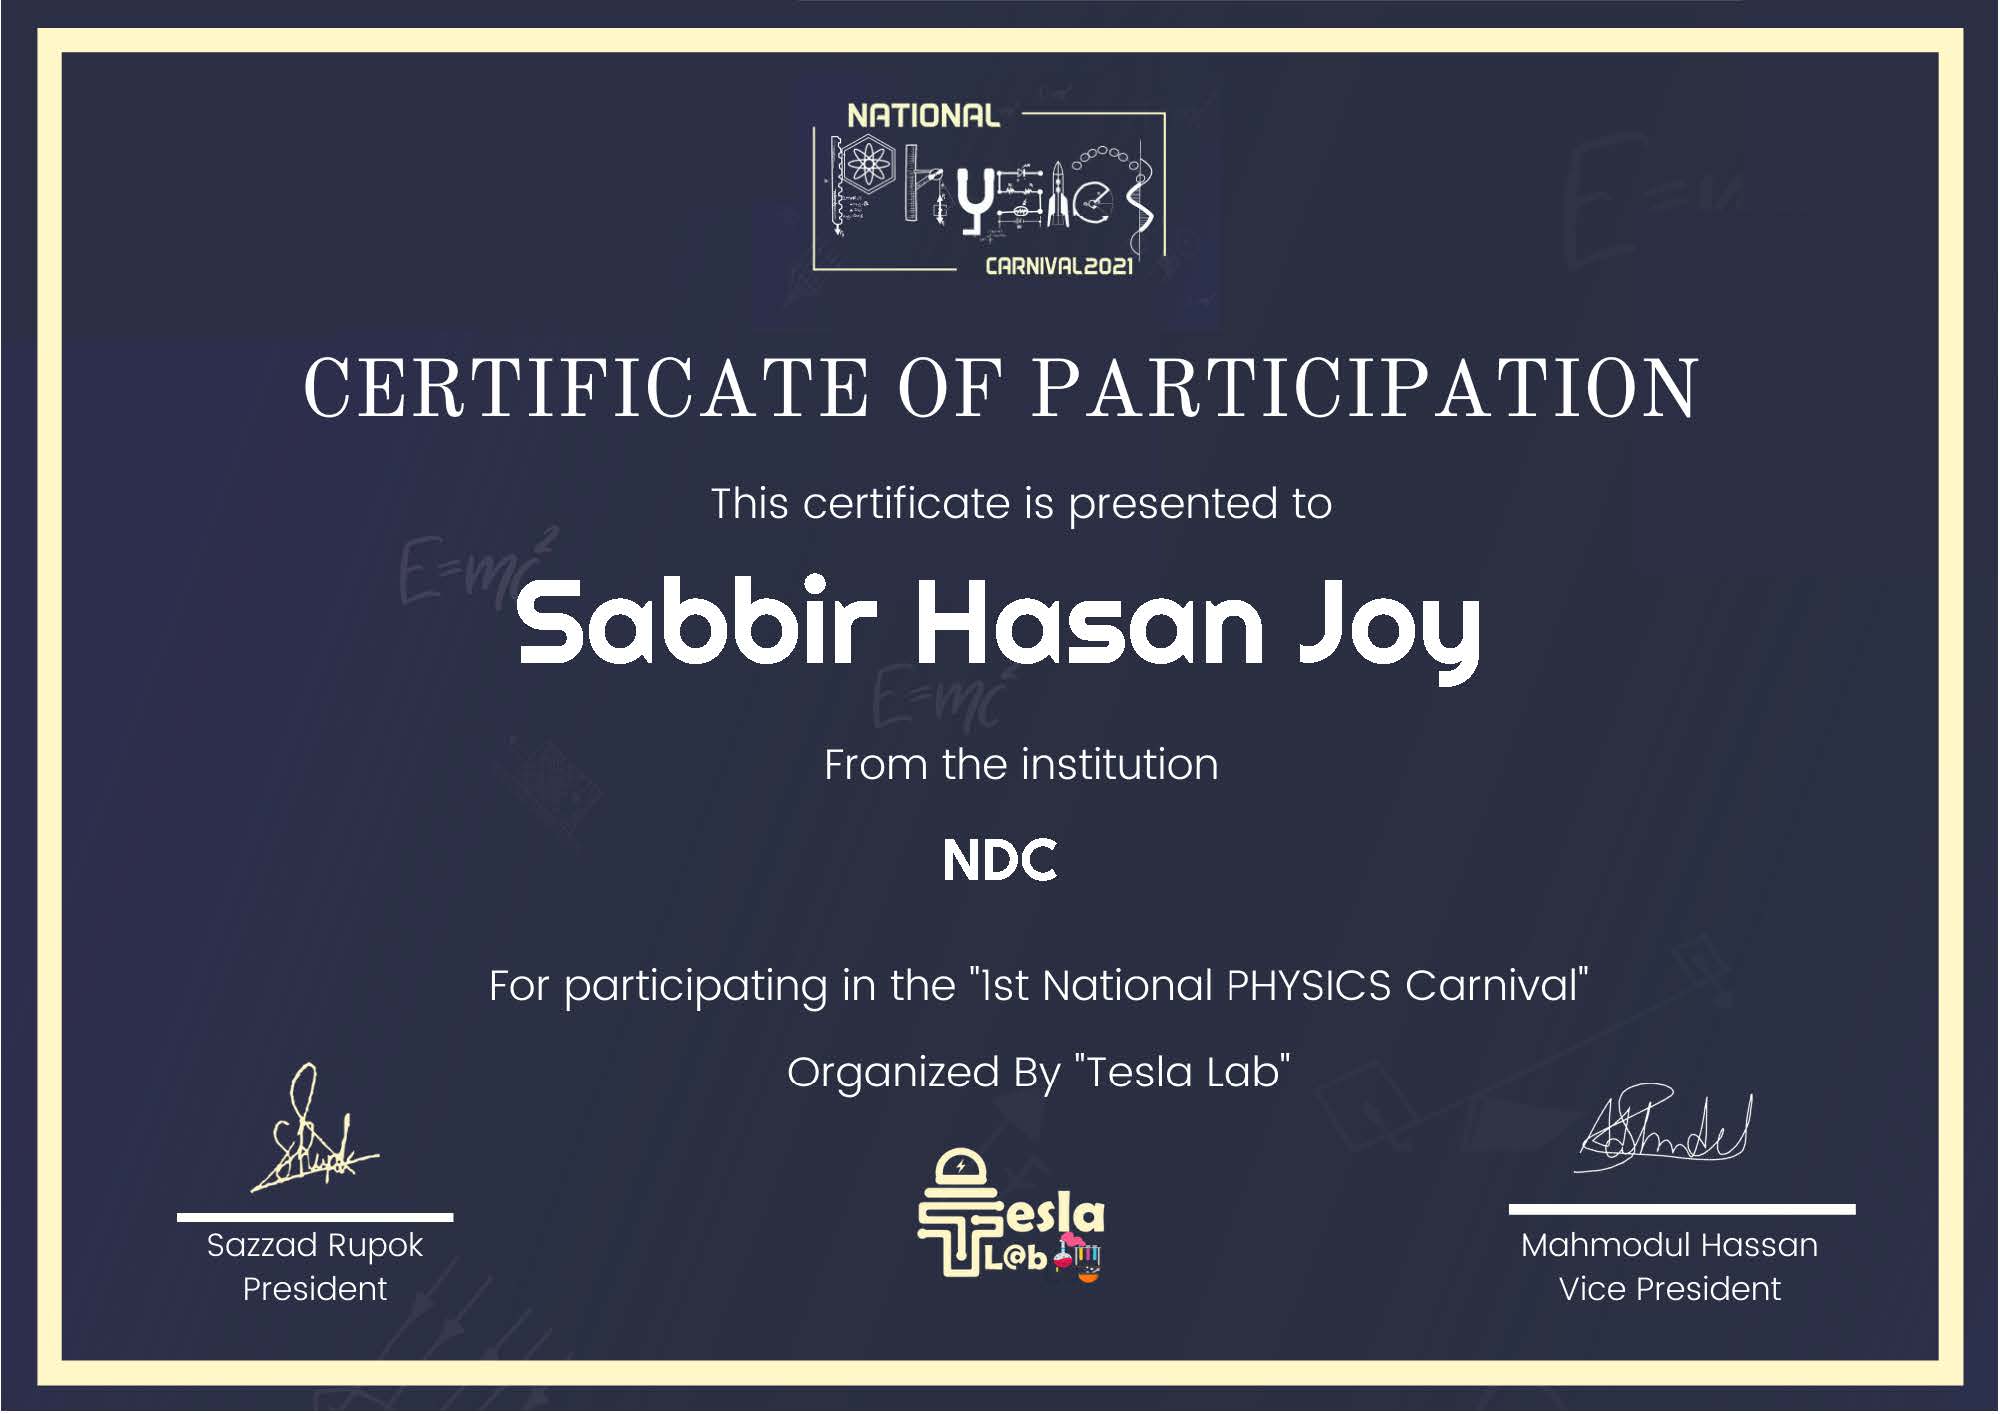 NATIONAL
Physics
CARNIVAL2021
CERTIFICATE OF PARTICIPATION
This certificate is presented to
E=mc²
Sabbir Hasan Joy
E=mc²
From the institution
NDC
For participating in the "1st National PHYSICS Carnival"
Organized By "Tesla Lab"
Tesla
L@b
Sazzad Rupok
President
Mahmodul Hassan
Vice President